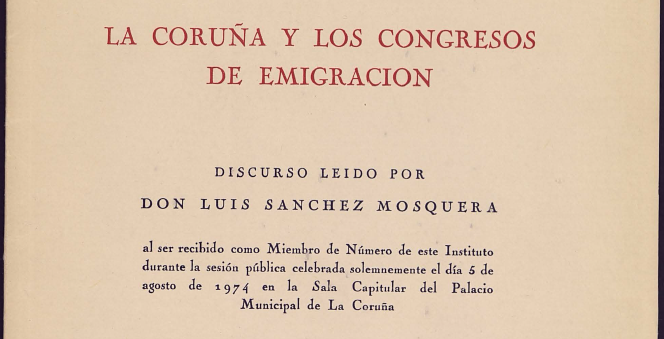 LA CORUÑA Y LOS CONGRESOS
DE EMIGRACION
DISCURSO LEIDO POR
DON LUIS SANCHEZ MOSQUERA
al ser recibido como Miembro de Número de este Instituto
durante la sesión pública celebrada solemnemente el día 5 de
agosto de 1974 en la Sala Capitular del Palacio
Municipal de La Coruña